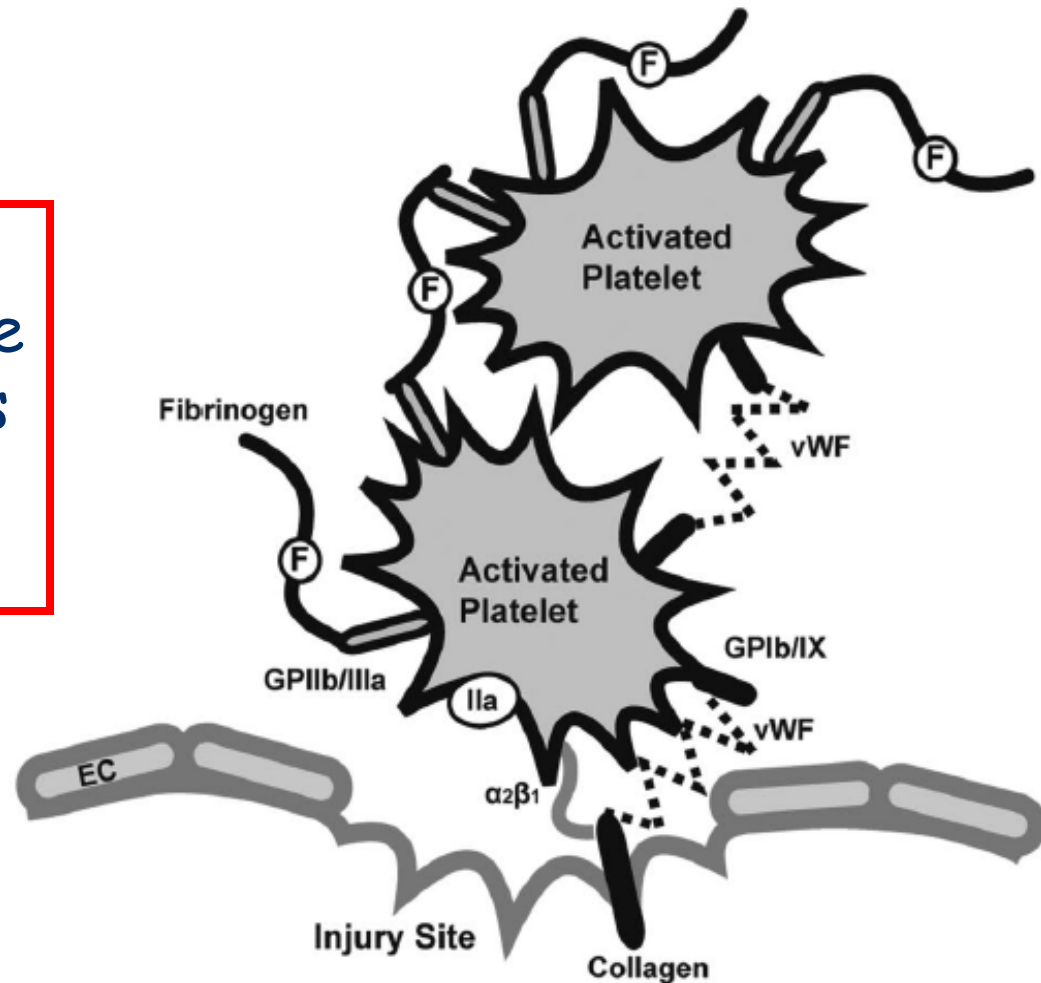 F
F
Activated
Platelet
F
e
s
Fibrinogen
vWF
F
Activated
Platelet
GPIb/IX
GPIIb/IIIa
IIa
vWF
EC
α2β1
Injury Site
Collagen